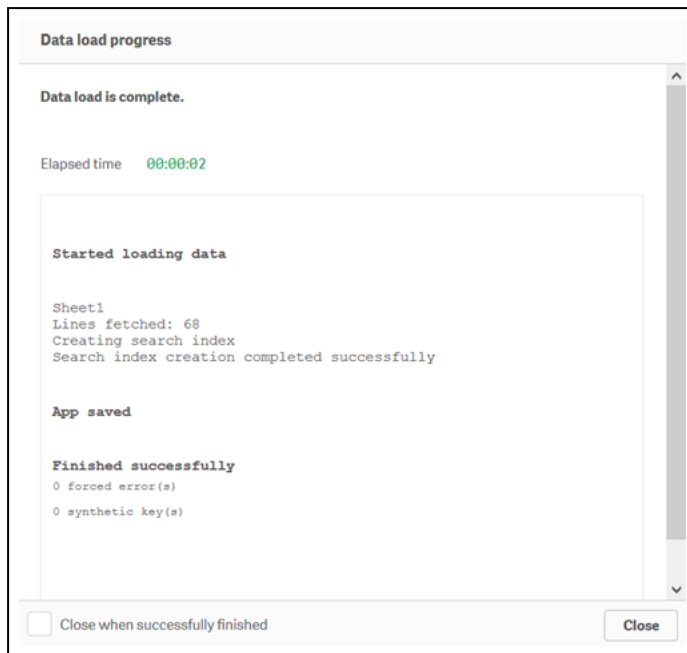 Data load progress
Data load is complete.
Elapsed time 00:00:02
Started loading data
Sheet1
Lines fetched: 68
Creating search index
Search index creation completed successfully
App saved
Finished successfully
0 forced error(s)
0 synthetic key(s)
Close when successfully finished Close